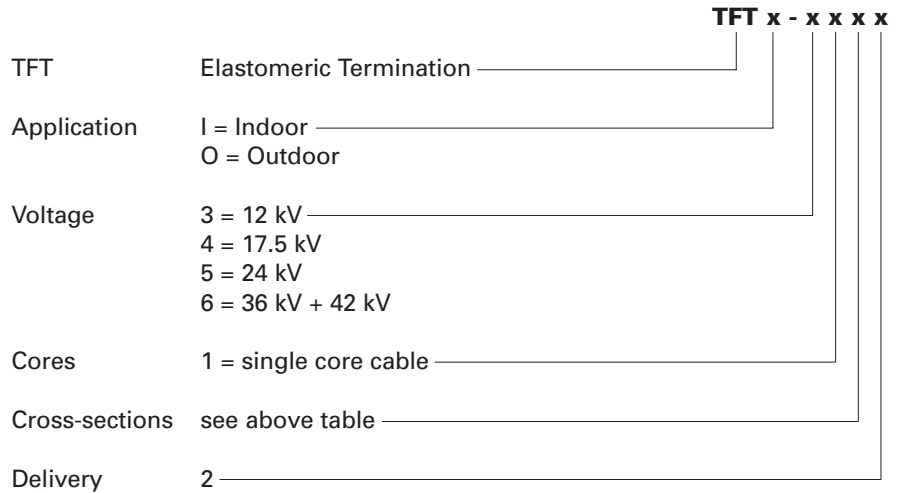 TFT x - x x x x
TFT Elastomeric Termination
Application I = Indoor
O = Outdoor
Voltage 3 = 12 kV
4 = 17.5 kV
5 = 24 kV
6 = 36 kV + 42 kV
Cores 1 = single core cable
Cross-sections see above table
Delivery 2